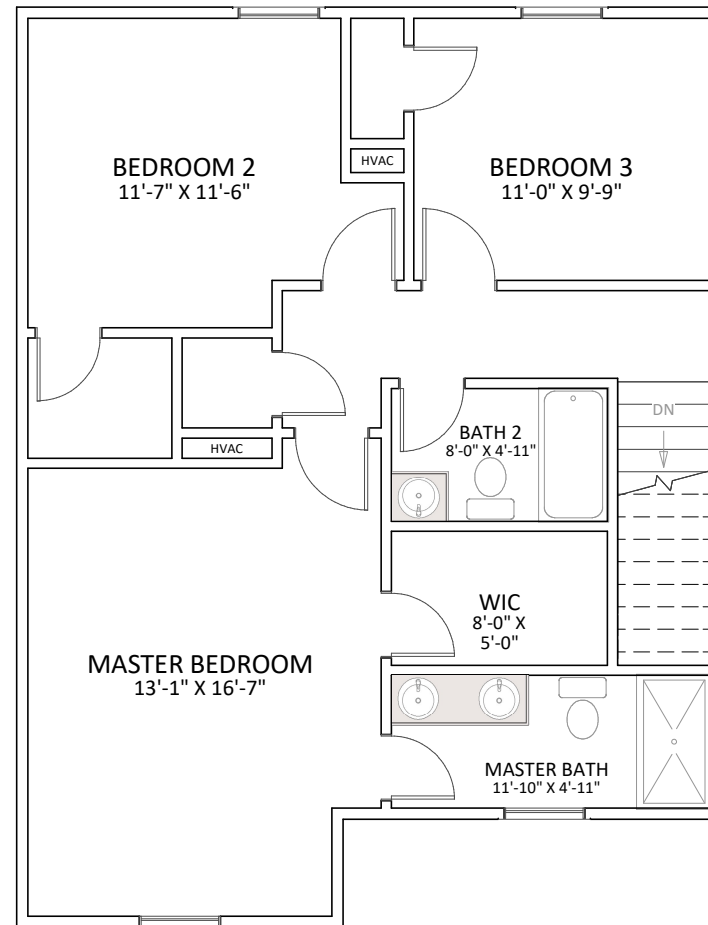 BEDROOM 2
11'-7" X 11'-6"
HVAC
BEDROOM 3
11'-0" X 9'-9"
HVAC
BATH 2
8'-0" X 4'-11"
DN
WIC
8'-0" X
5'-0"
MASTER BEDROOM
13'-1" X 16'-7"
MASTER BATH
11'-10" X 4'-11"